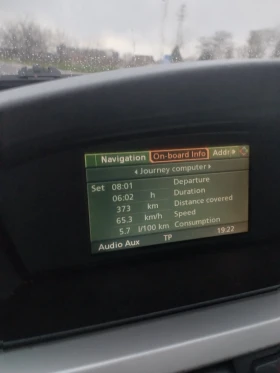 Navigation On-board Info Addr
Journey computer
Set 08:01 Departure
06:02 h Duration
373 km Distance covered
65.3 km/h Speed
5.7 l/100 km Consumption
Audio Aux TP 19:22